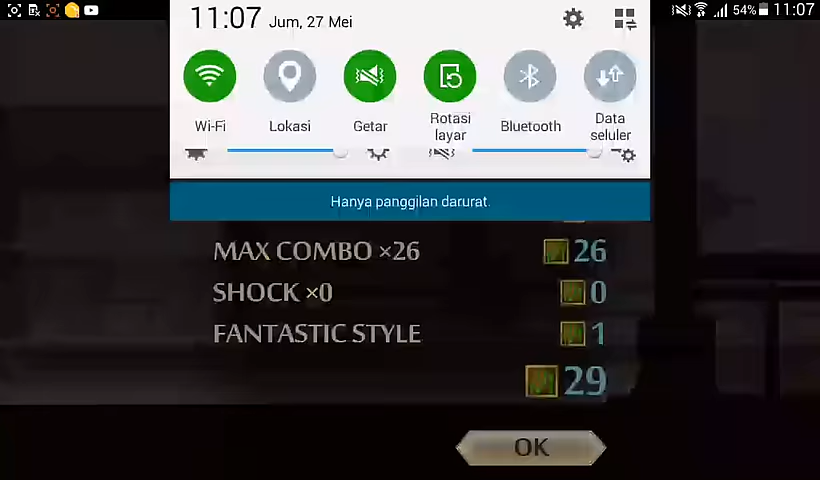 54% 11:07
11:07 Jum, 27 Mei
Wi-Fi
Lokasi
Getar
Rotasi
layar
Bluetooth
Data
seluler
Hanya panggilan darurat.
MAX COMBO ×26 26
SHOCK ×0 0
FANTASTIC STYLE 1
29
OK